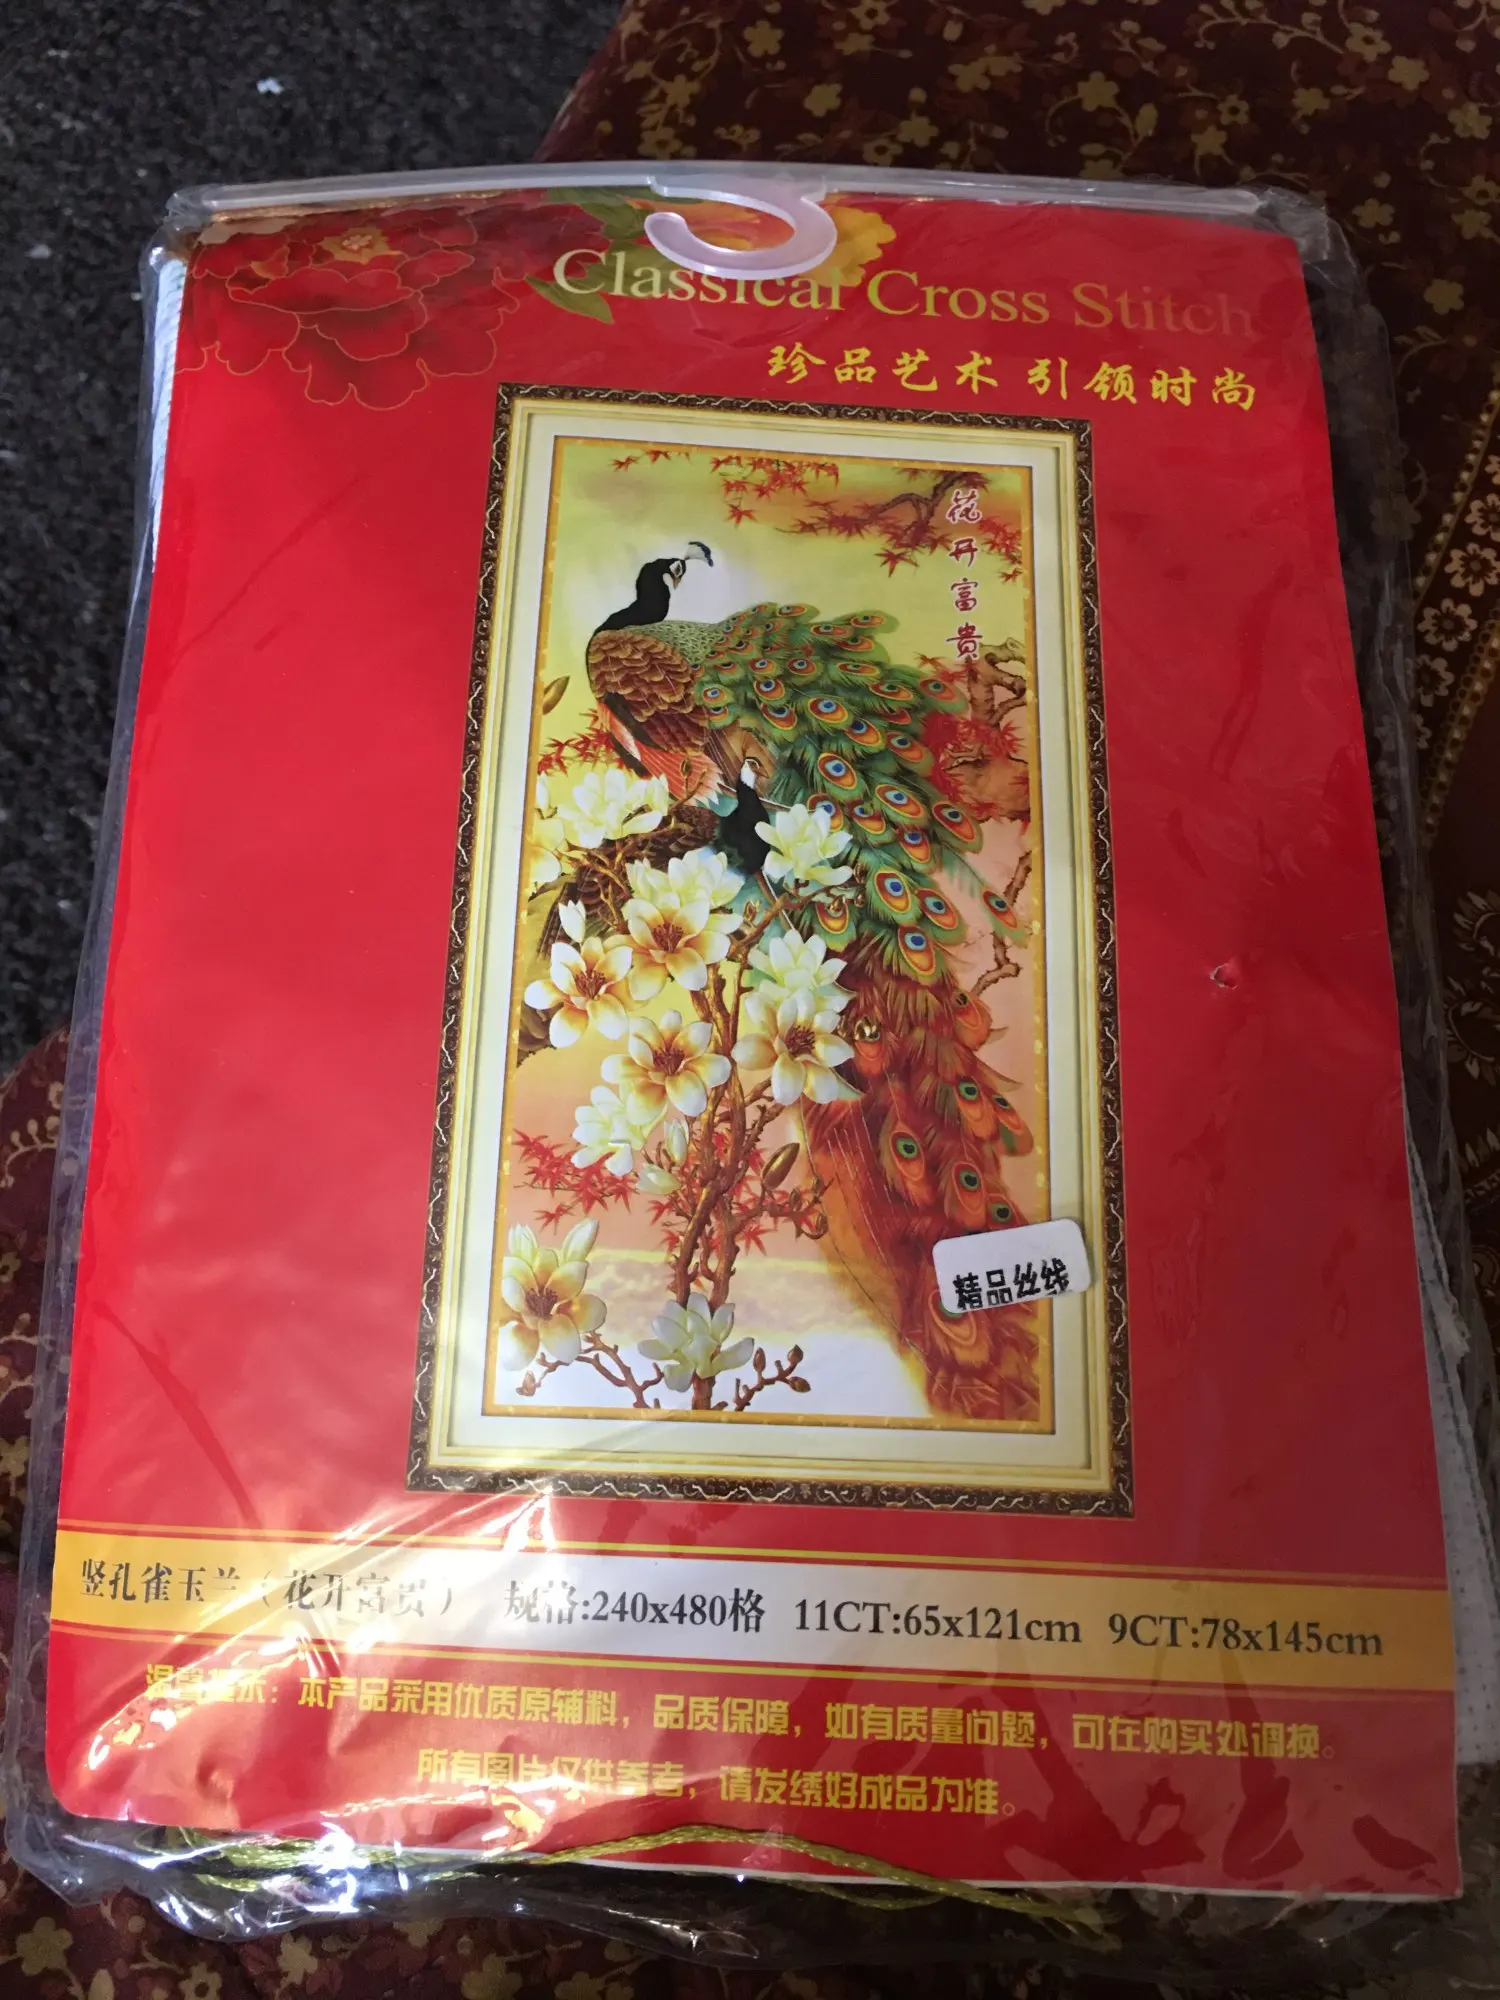 Classical Cross Stitch
珍品艺术 引领时尚
花开富贵
精品丝线
竖孔雀玉兰（花开富贵） 规格:240x480格 11CT:65x121cm 9CT:78x145cm
温馨提示：本产品采用优质原辅料，品质保障，如有质量问题，可在购买处调换。
所有图片仅供参考，请发绣好成品为准。